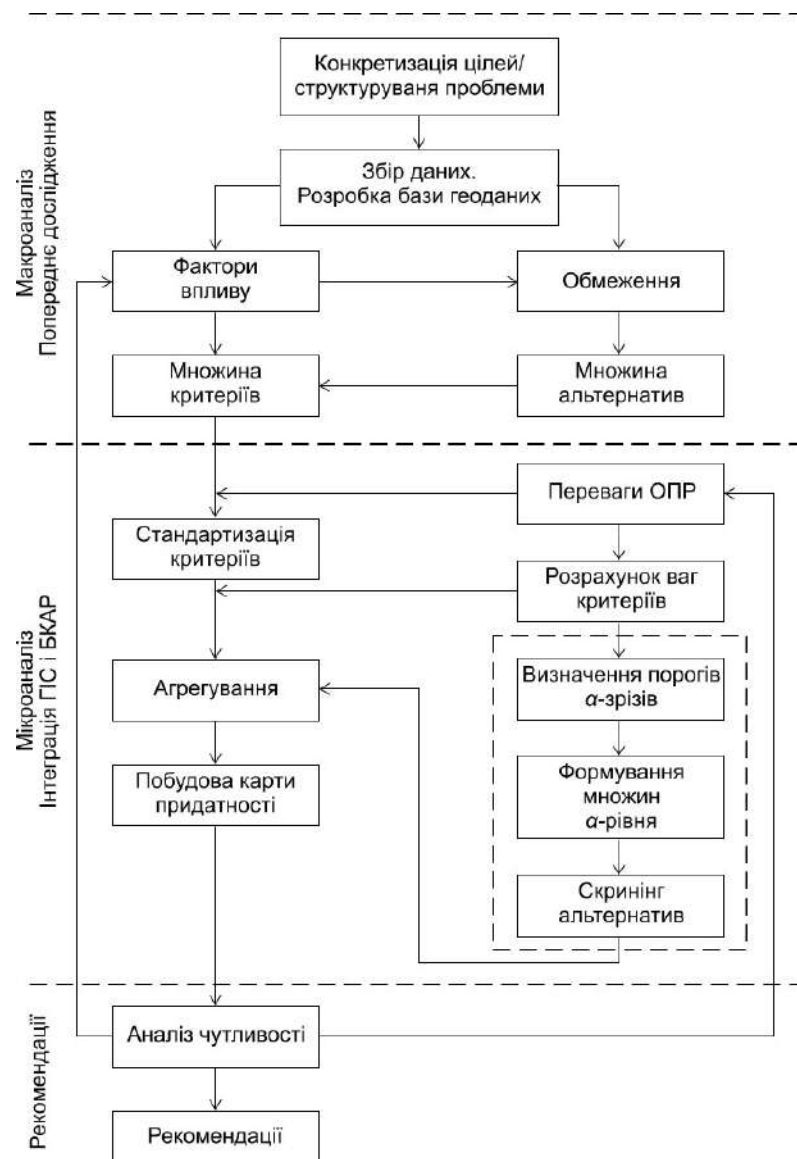 Конкретизація цілей/
структуруваня проблеми
Збір даних.
Розробка бази геоданих
Макроаналіз
Попереднє дослідження
Фактори
впливу
Обмеження
Множина
критеріїв
Множина
альтернатив
Мікроаналіз
Інтеграція ГІС і БКАР
Переваги ОПР
Стандартизація
критеріїв
Розрахунок ваг
критеріїв
Визначення порогів
α-зрізів
Агрегування
Формування
множин
α-рівня
Побудова карти
придатності
Скринінг
альтернатив
Рекомендації
Аналіз чутливості
Рекомендації